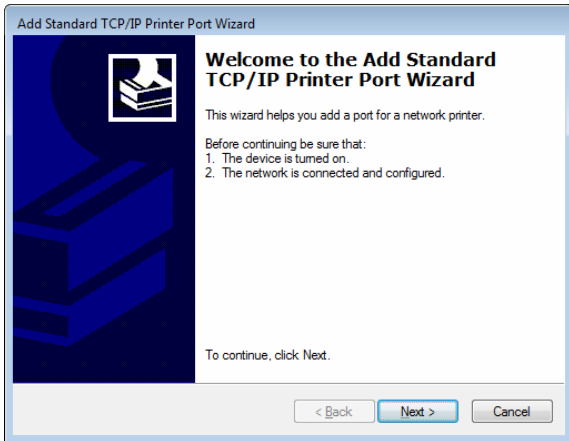 Add Standard TCP/IP Printer Port Wizard
Welcome to the Add Standard
TCP/IP Printer Port Wizard
This wizard helps you add a port for a network printer.
Before continuing be sure that:
1. The device is turned on.
2. The network is connected and configured.
To continue, click Next.
< Back Next > Cancel